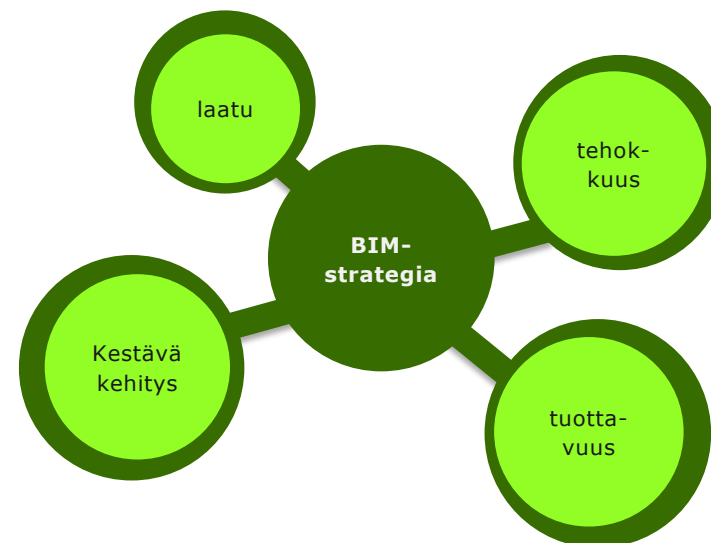 laatu
tehok-
kuus
BIM-
strategia
Kestävä
kehitys
tuotta-
vuus